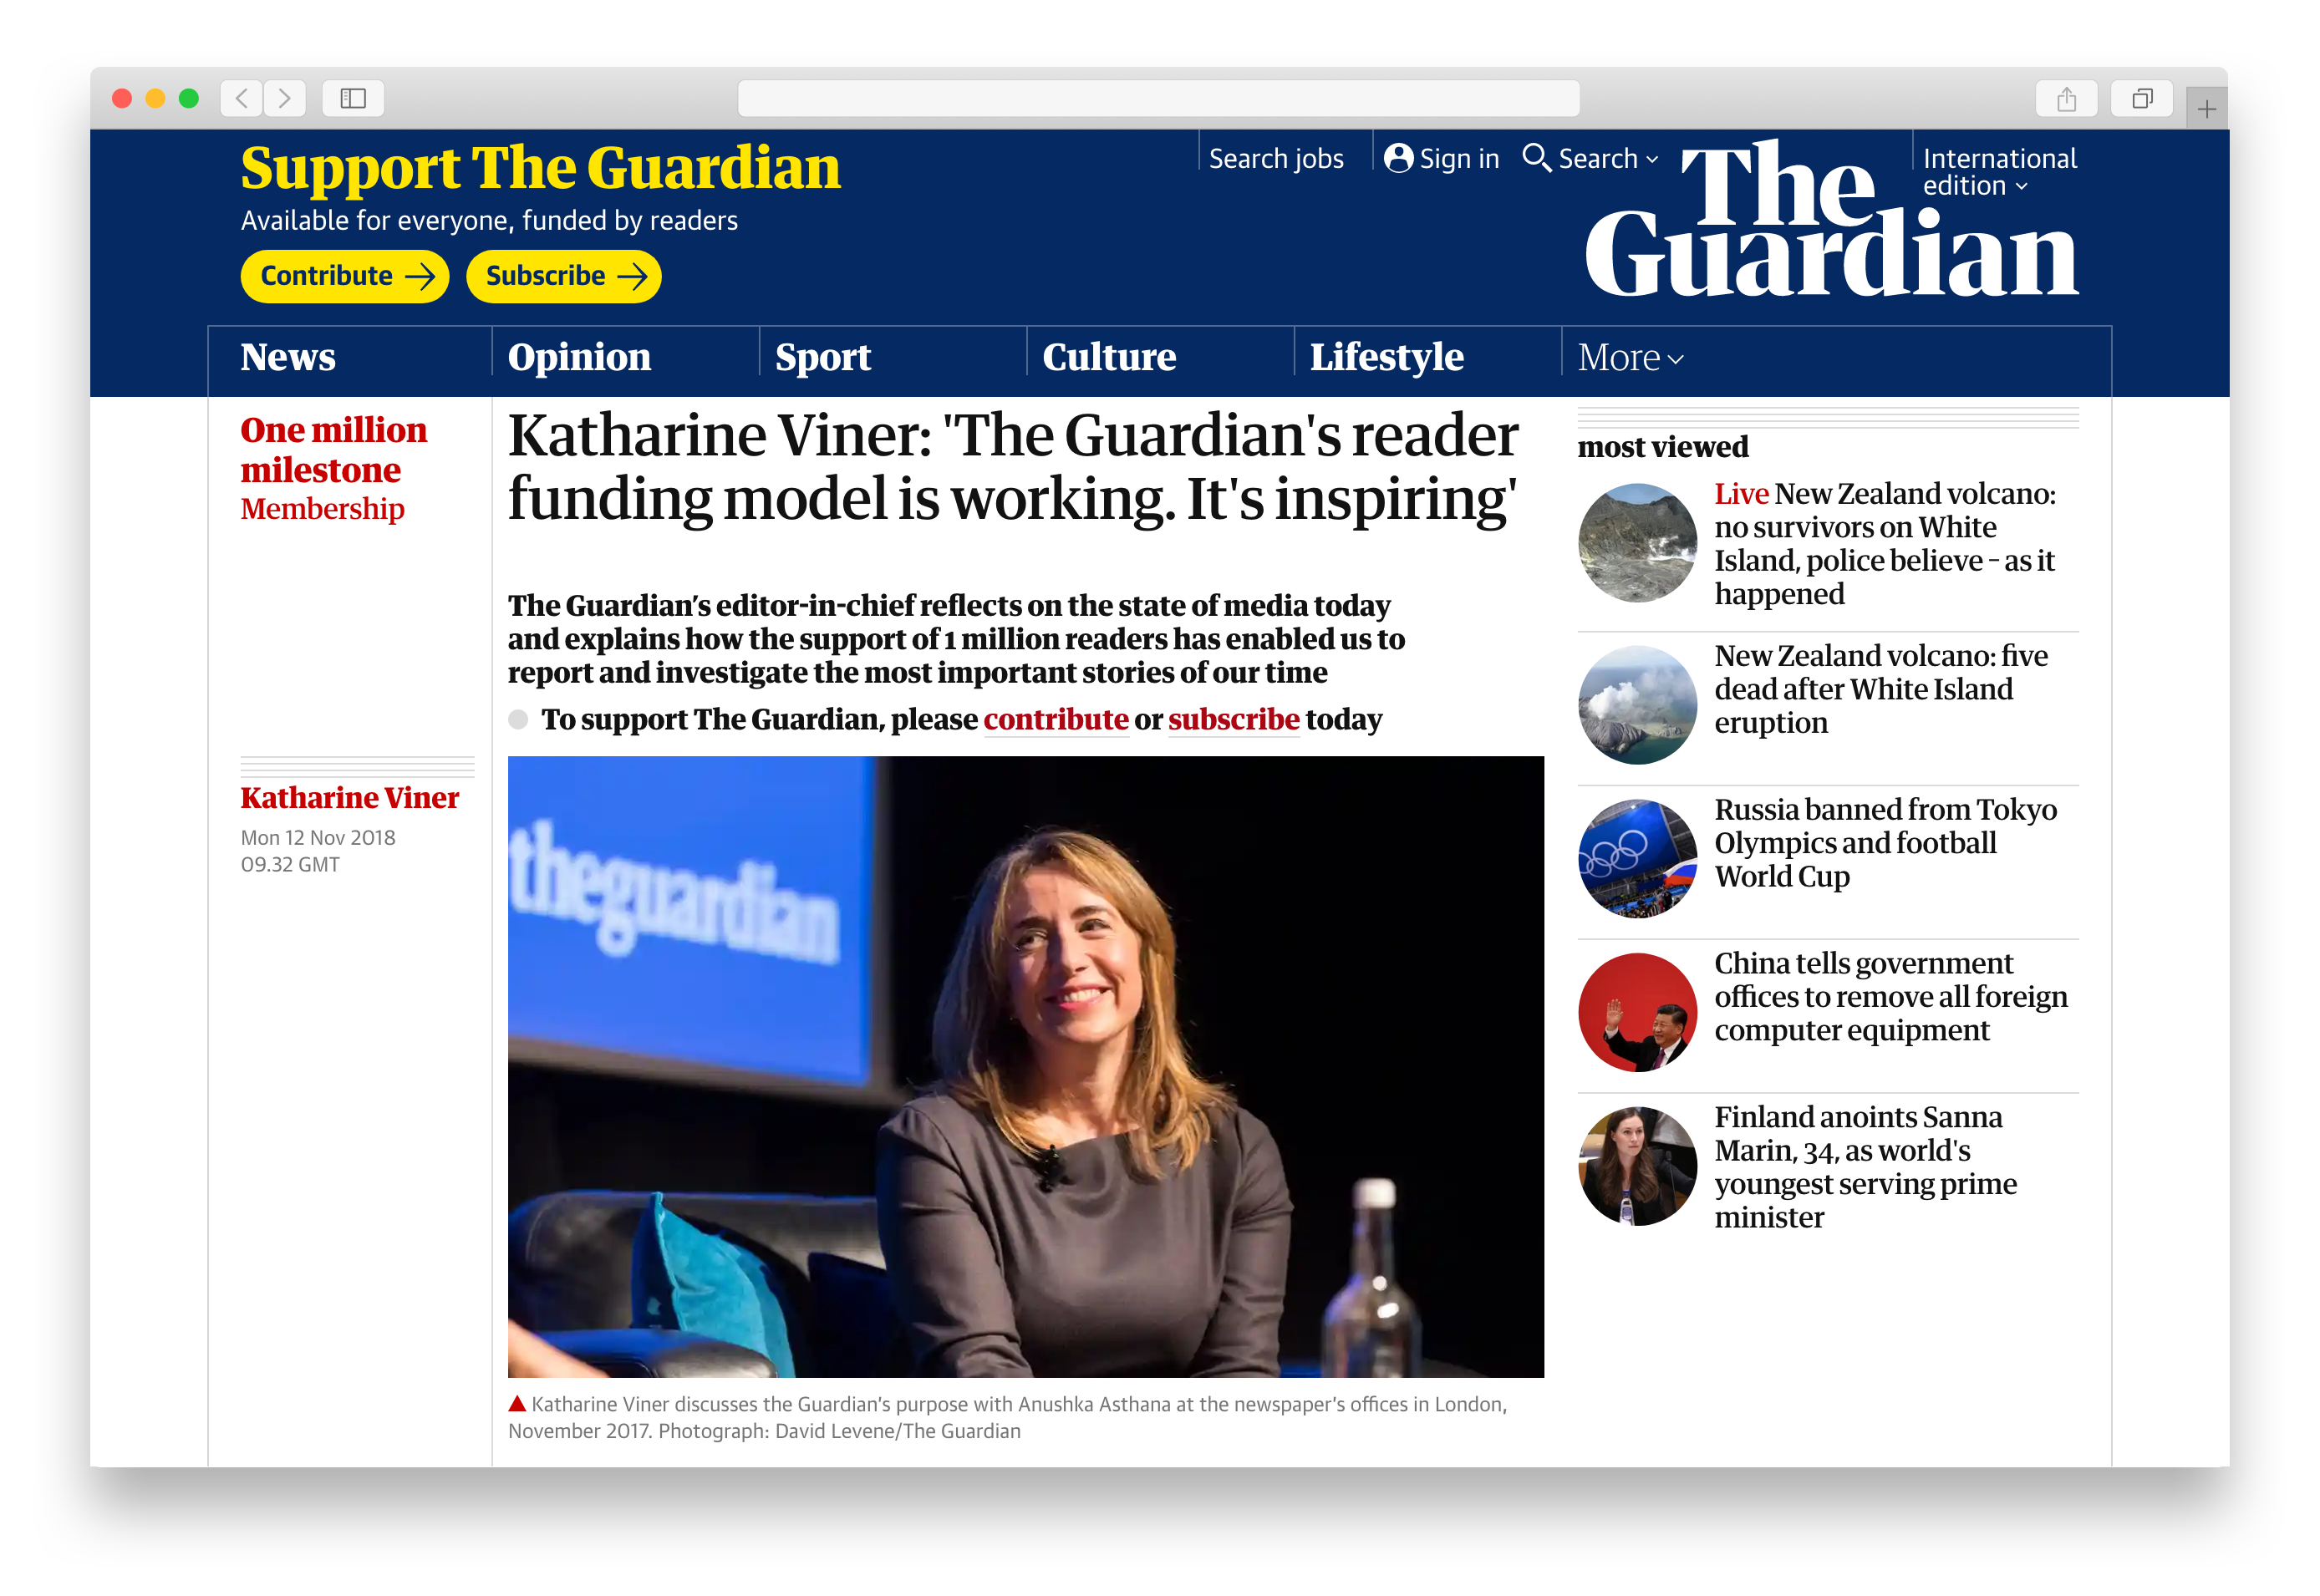 Support The Guardian
Available for everyone, funded by readers
Contribute
Subscribe
Search jobs
Sign in
Search
International
edition
The
Guardian
News
Opinion
Sport
Culture
Lifestyle
More
One million
milestone
Membership
Katharine Viner: 'The Guardian's reader
funding model is working. It's inspiring'
The Guardian’s editor-in-chief reflects on the state of media today
and explains how the support of 1 million readers has enabled us to
report and investigate the most important stories of our time
To support The Guardian, please contribute or subscribe today
Katharine Viner
Mon 12 Nov 2018
09.32 GMT
theguardian
Katharine Viner discusses the Guardian’s purpose with Anushka Asthana at the newspaper’s offices in London,
November 2017. Photograph: David Levene/The Guardian
most viewed
Live New Zealand volcano:
no survivors on White
Island, police believe – as it
happened
New Zealand volcano: five
dead after White Island
eruption
Russia banned from Tokyo
Olympics and football
World Cup
China tells government
offices to remove all foreign
computer equipment
Finland anoints Sanna
Marin, 34, as world's
youngest serving prime
minister